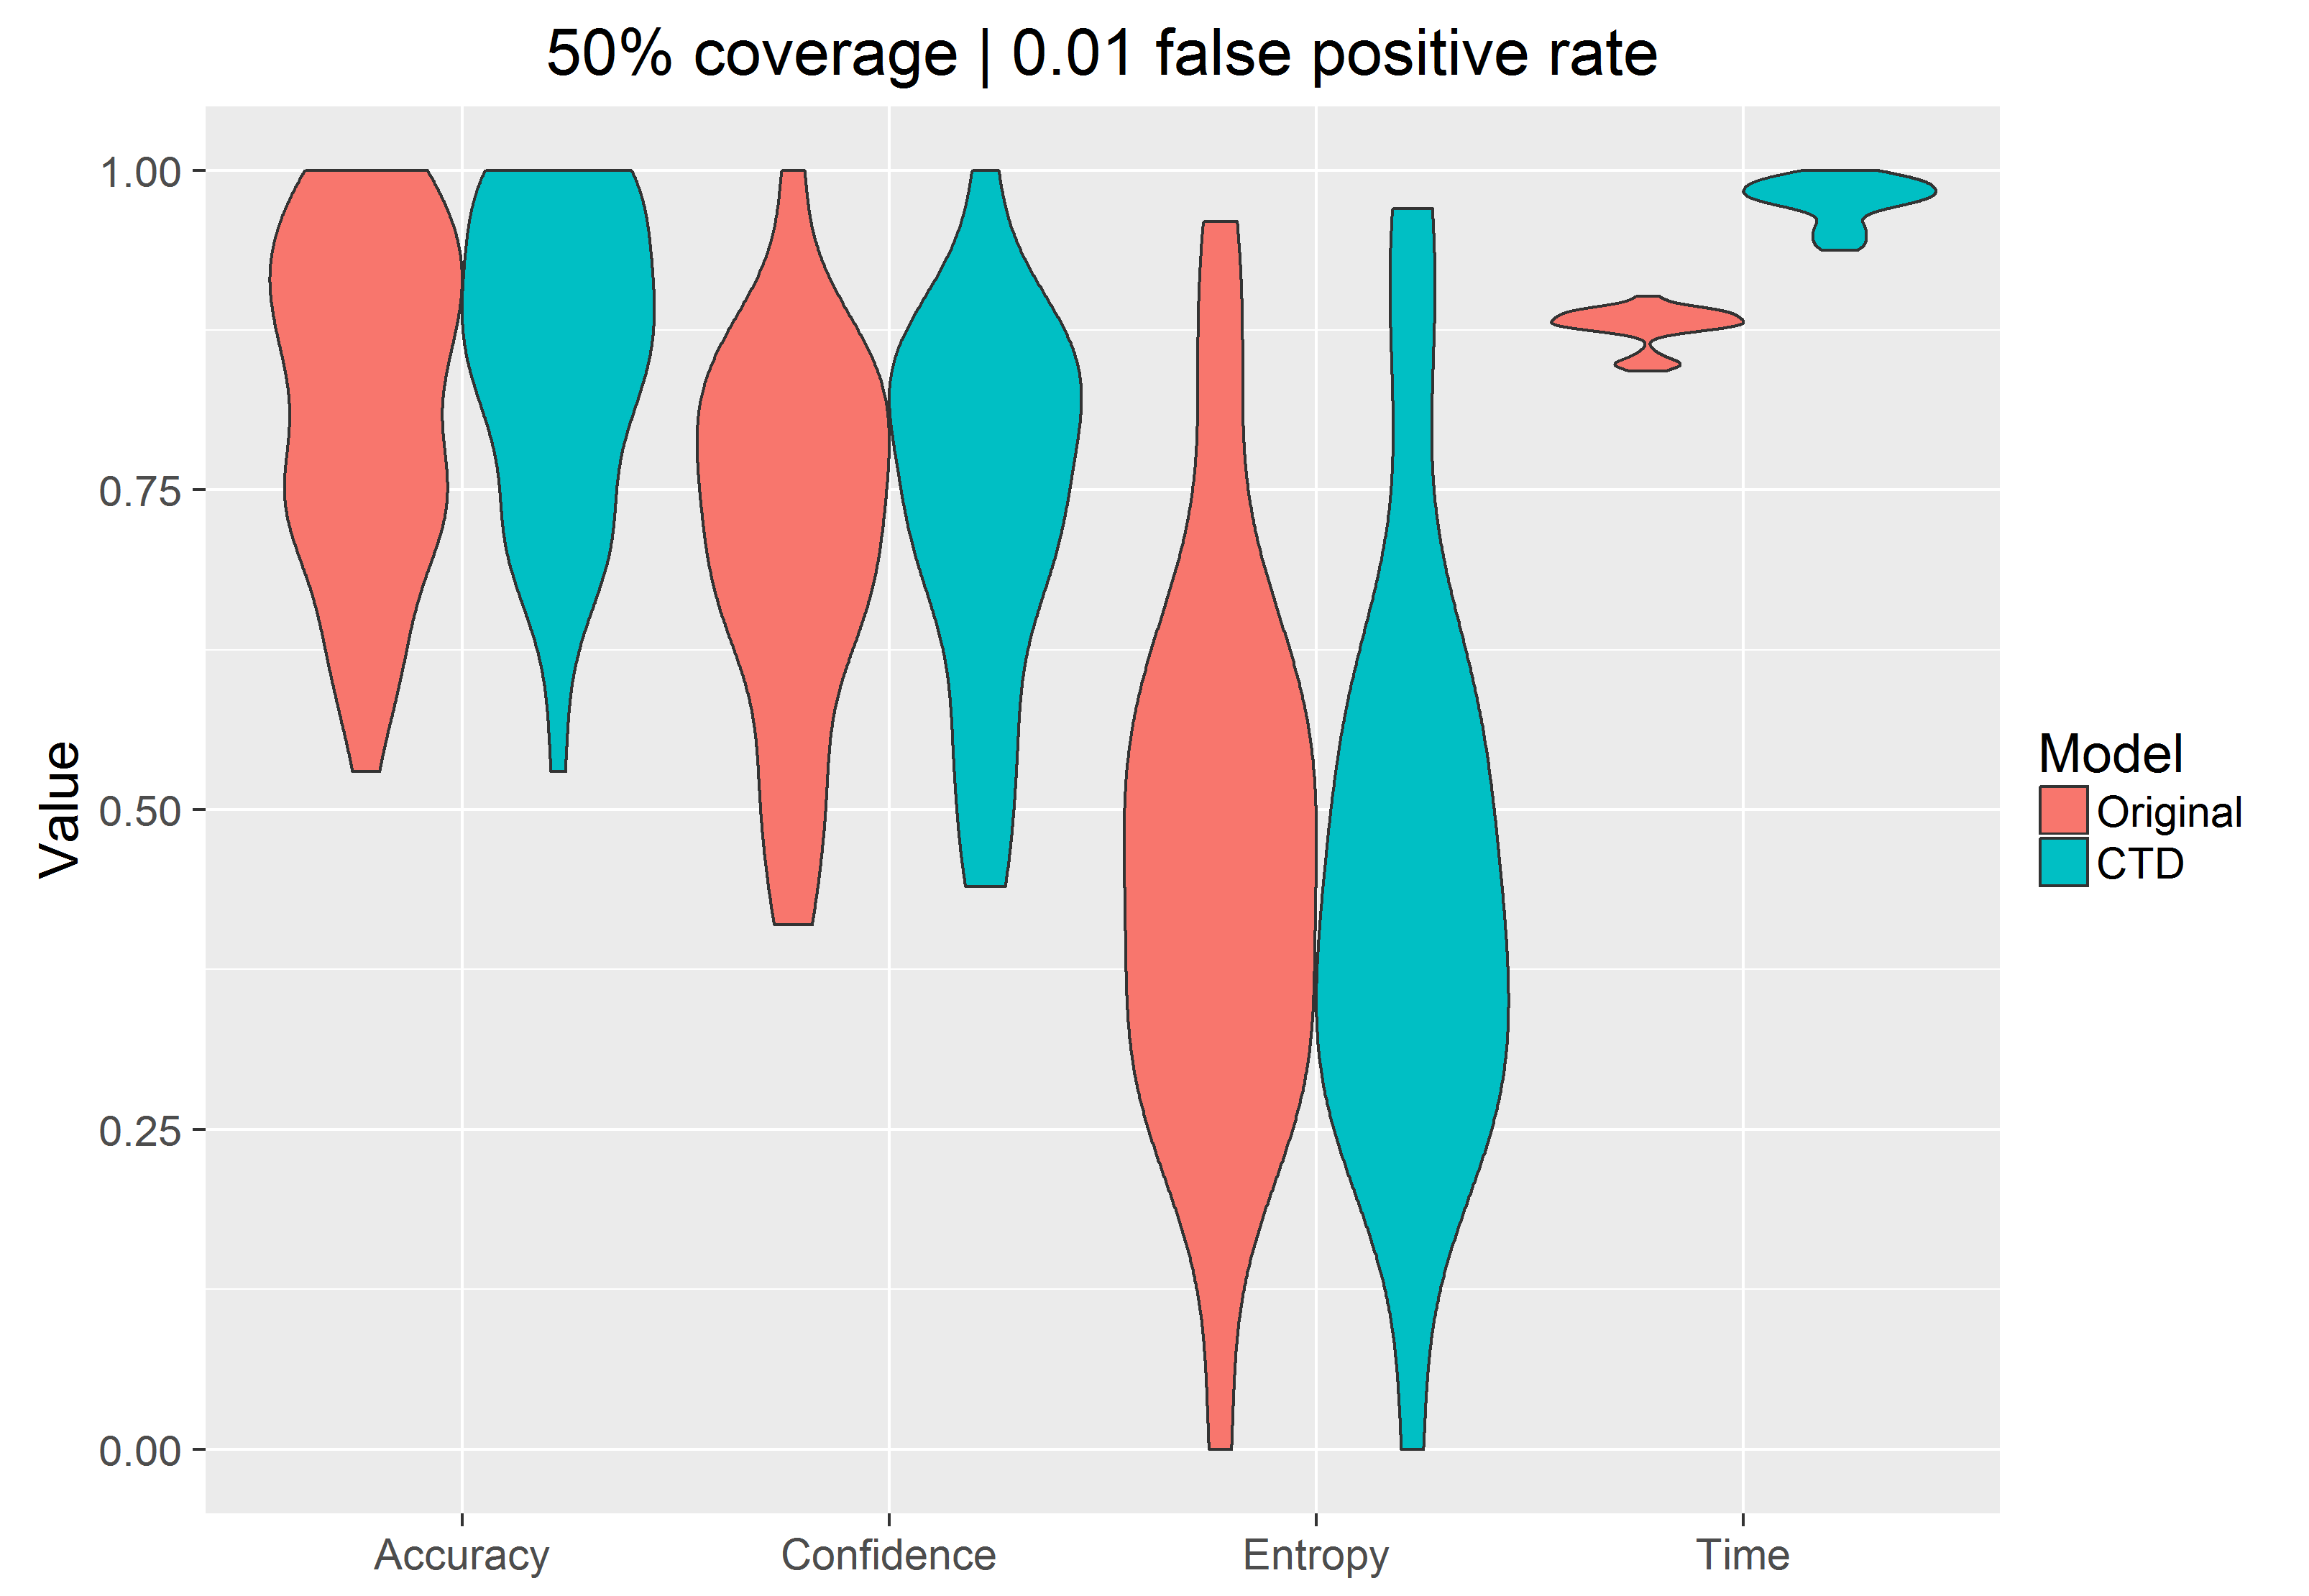 50% coverage | 0.01 false positive rate
1.00
0.75
0.50
0.25
0.00
Value
Accuracy
Confidence
Entropy
Time
Model
Original
CTD